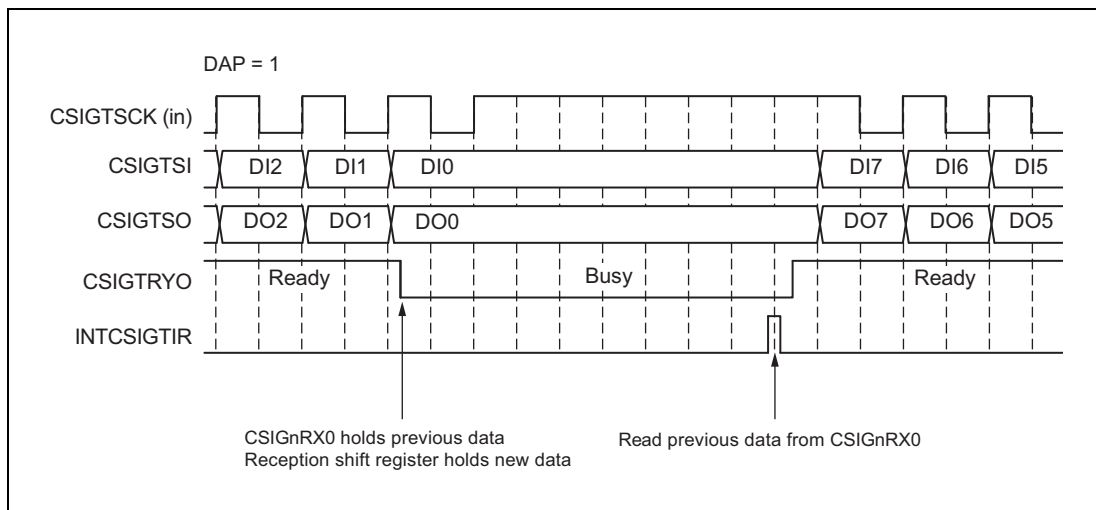 DAP = 1
CSIGTSCK (in)
CSIGTSI DI2 DI1 DI0 DI7 DI6 DI5
CSIGTSO DO2 DO1 DO0 DO7 DO6 DO5
CSIGTRYO Ready Busy Ready
INTCSIGTIR
CSIGnRX0 holds previous data
Reception shift register holds new data
Read previous data from CSIGnRX0